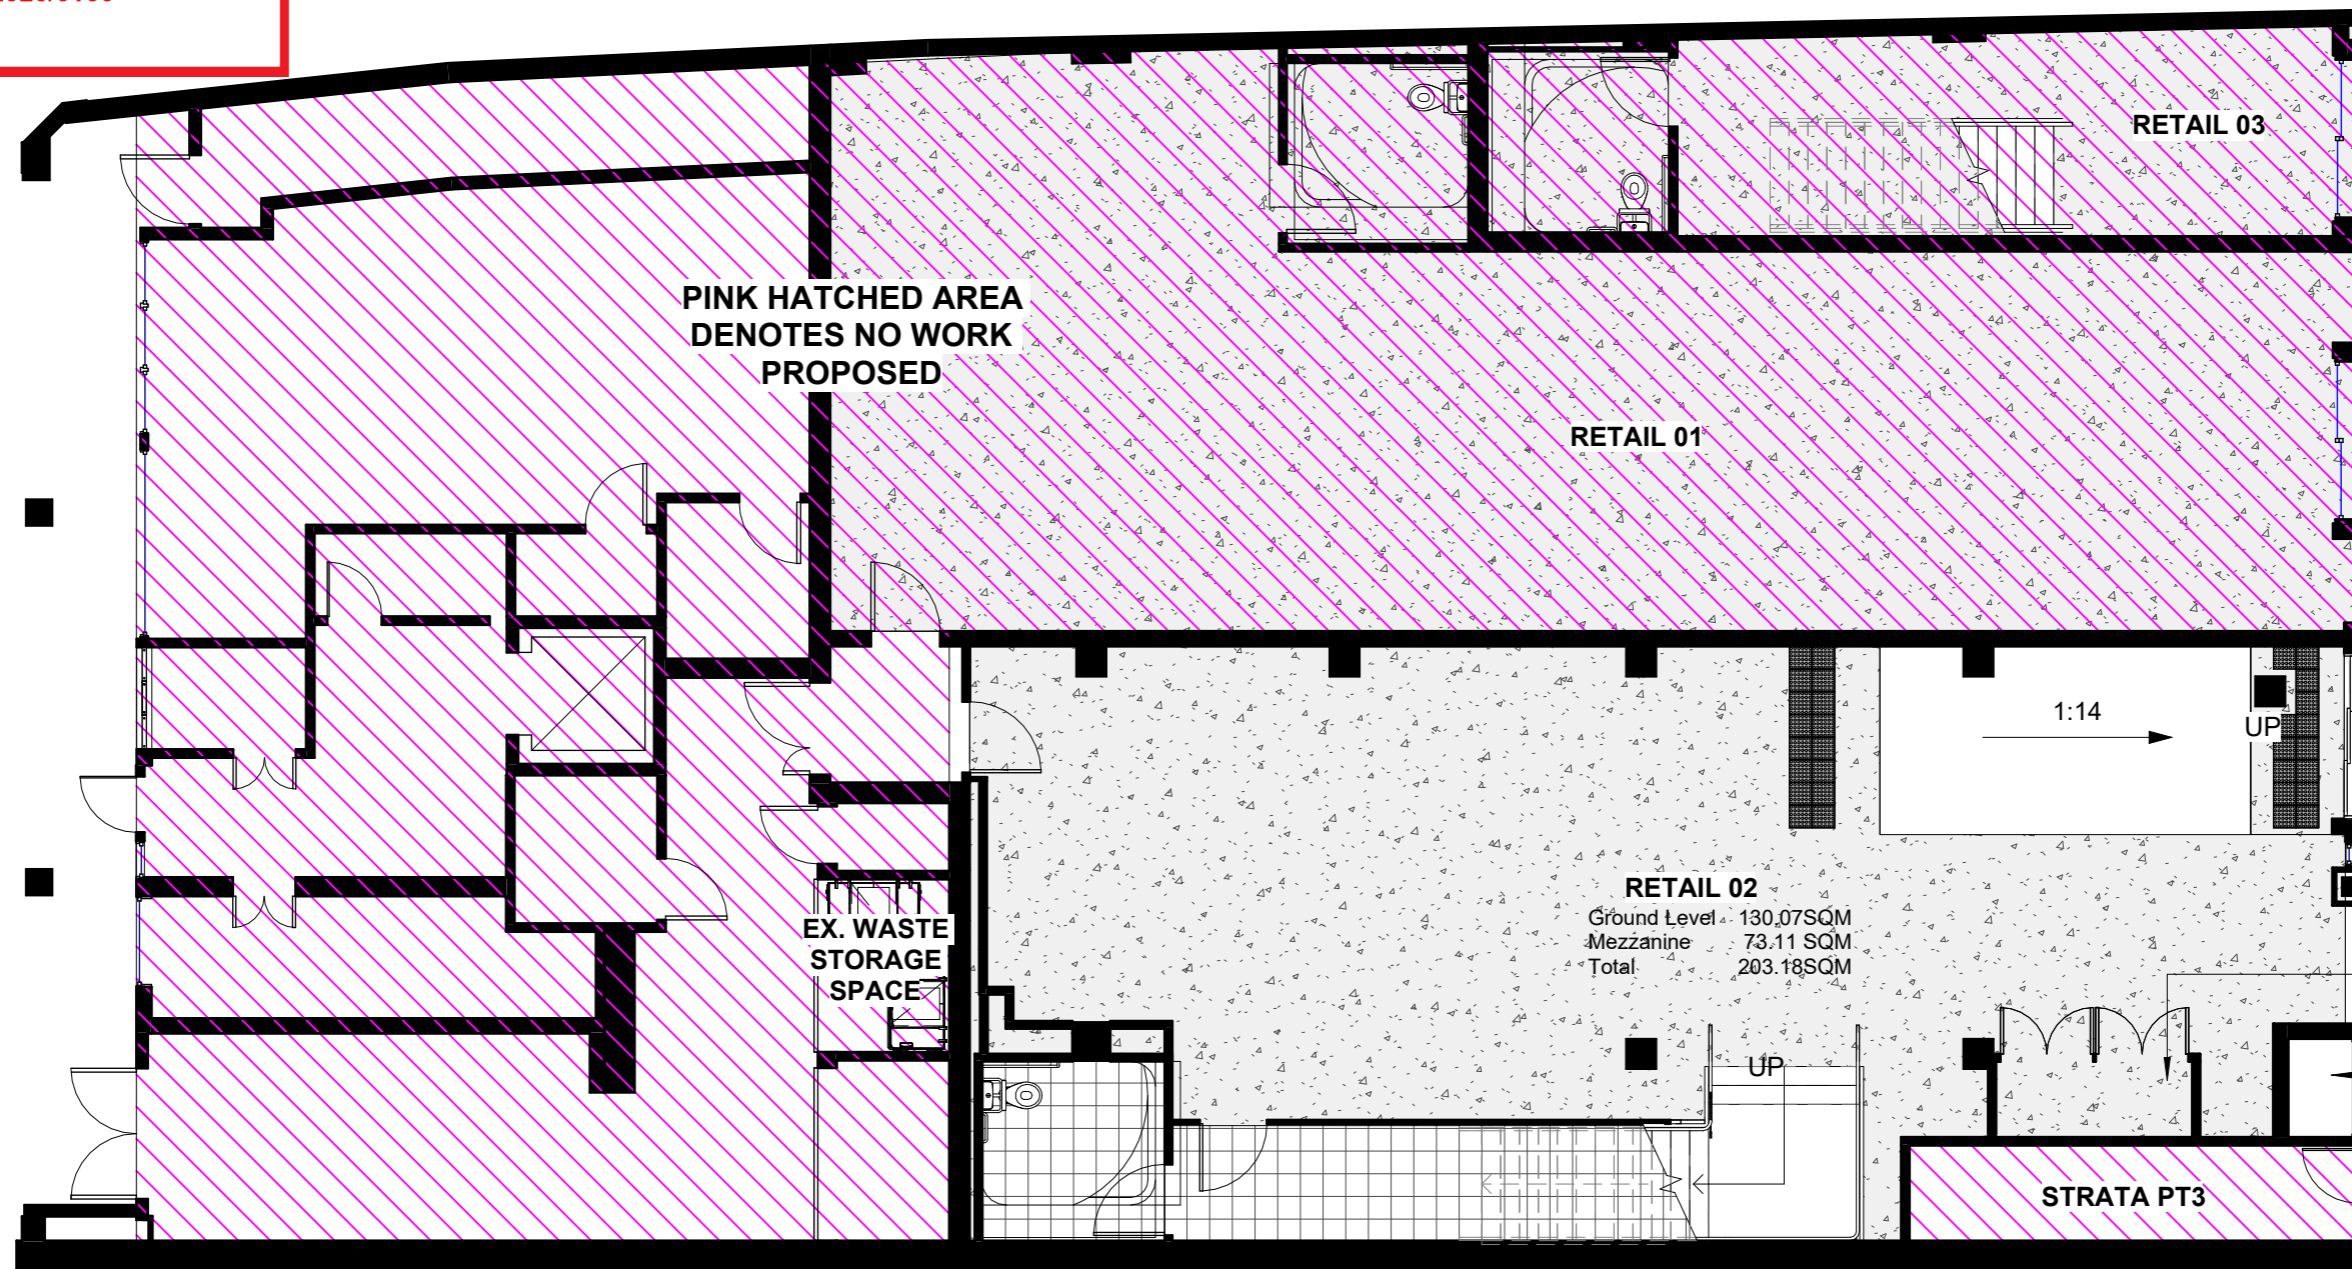 RETAIL 03
PINK HATCHED AREA
DENOTES NO WORK
PROPOSED
RETAIL 01
1:14
UP
RETAIL 02
Ground Level 130.07SQM
Mezzanine 73.11 SQM
Total 203.18SQM
EX. WASTE
STORAGE
SPACE
UP
STRATA PT3